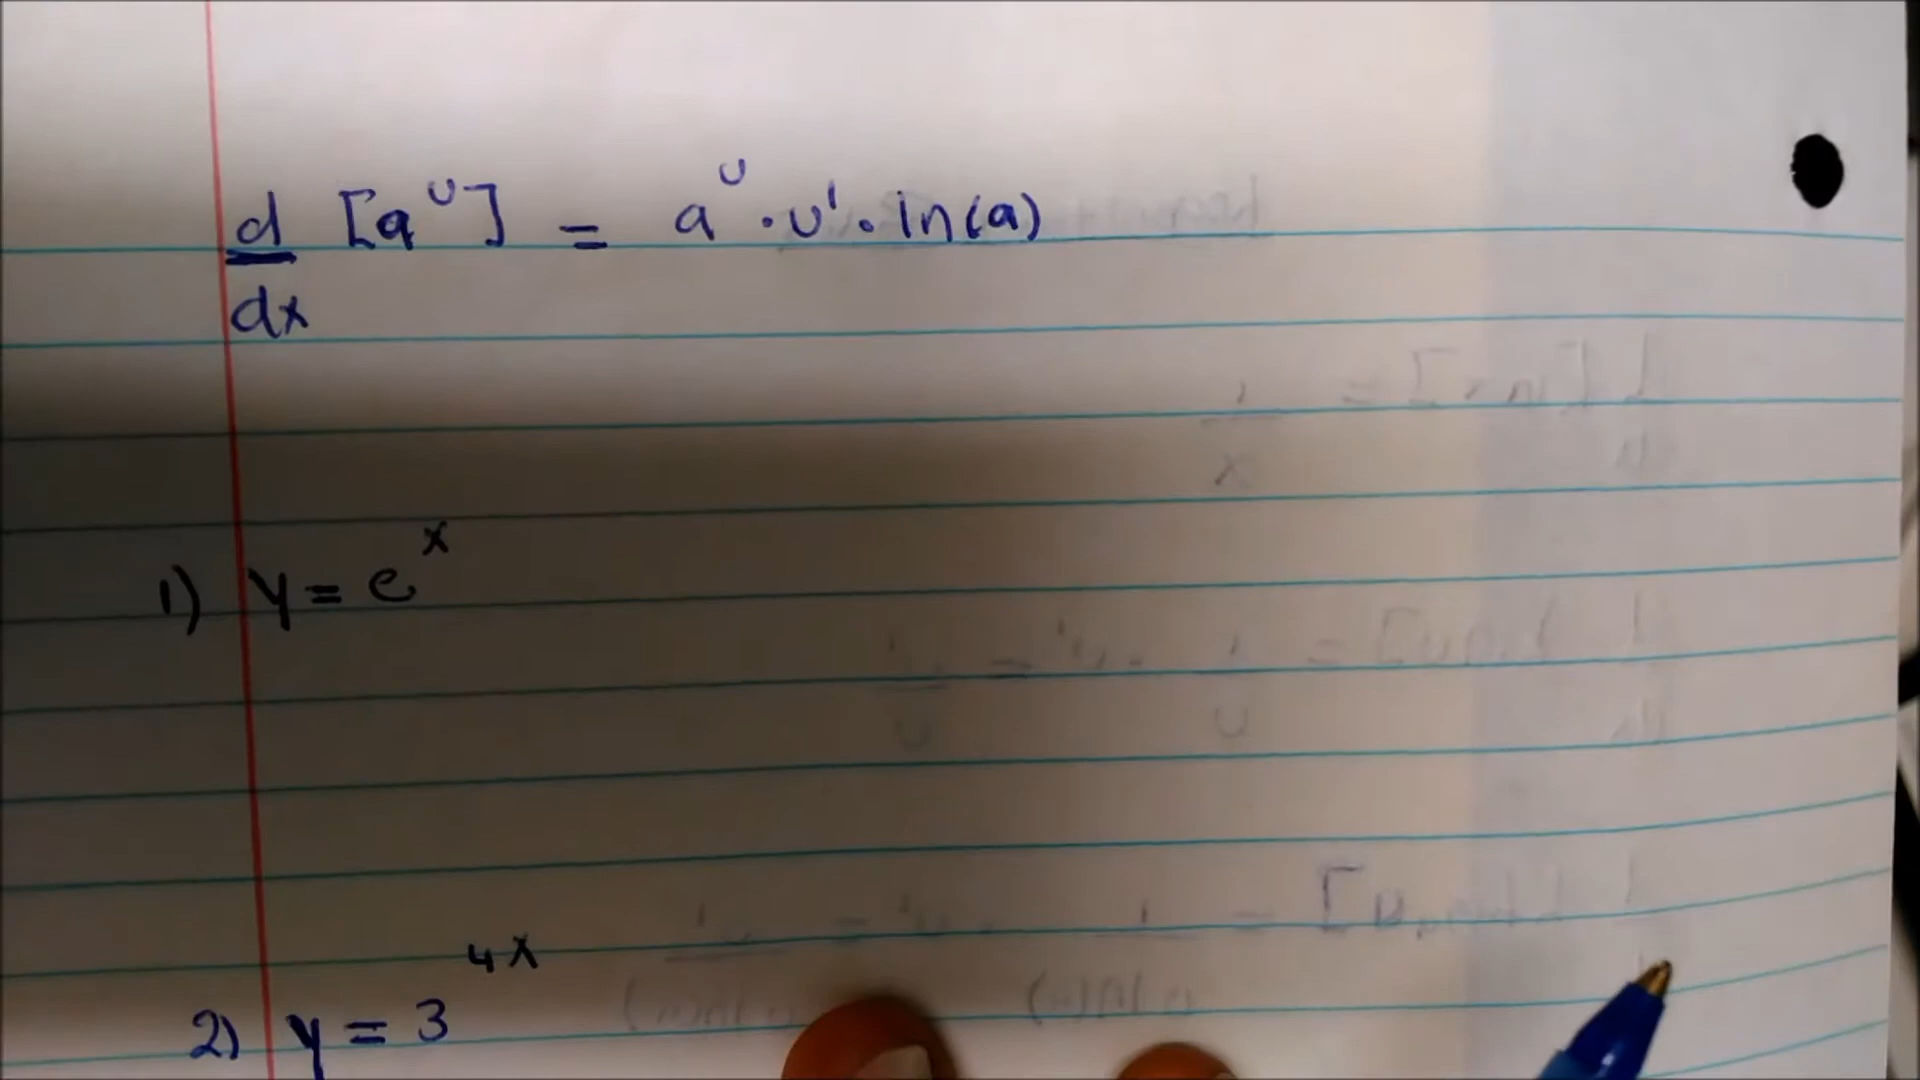 d/dx [a^u] = a^u · u' · ln(a)
1) y = e^x
2) y = 3^4x